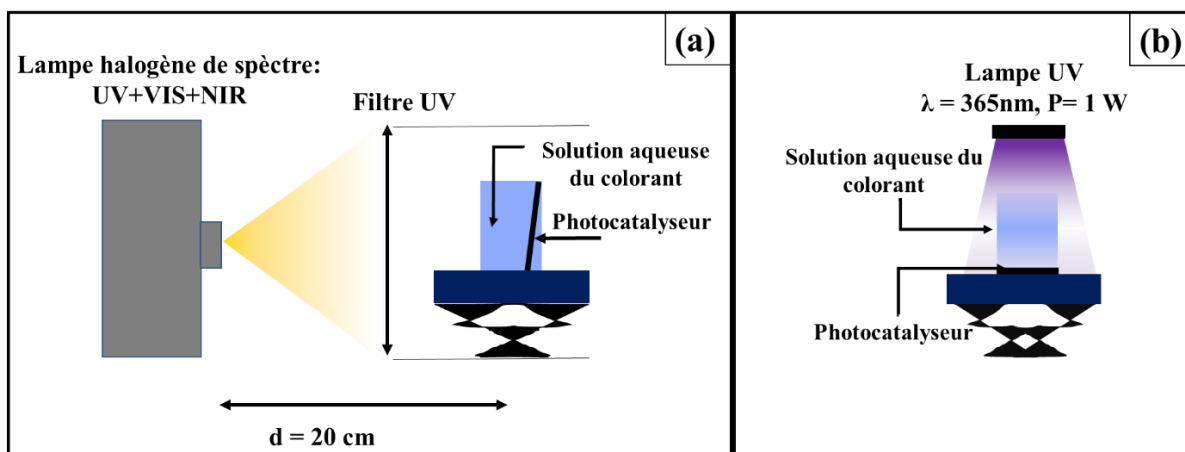 (a)
Lampe halogène de spèctre:
UV+VIS+NIR
Filtre UV
Solution aqueuse
du colorant
Photocatalyseur
d = 20 cm
(b)
Lampe UV
λ = 365nm, P= 1 W
Solution aqueuse du
colorant
Photocatalyseur